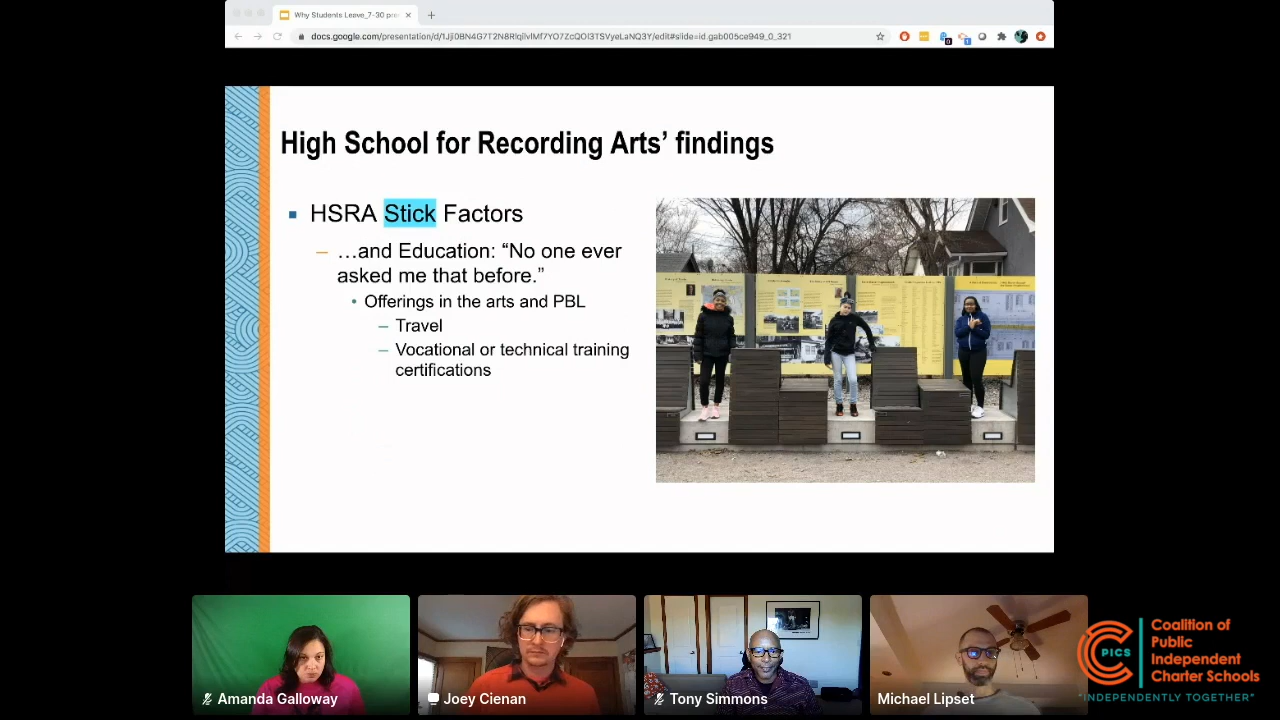 Why Students Leave_7-30 pre
docs.google.com/presentation/d/1Jjl0BN4G7T2N8RlqlivlMf7YO7ZcQOl3TSVyeLaNQ3Y/edit#slide=id.gab005ce949_0_321
High School for Recording Arts’ findings
HSRA Stick Factors
– …and Education: “No one ever
asked me that before.”
• Offerings in the arts and PBL
– Travel
– Vocational or technical training
certifications
Amanda Galloway
Joey Cienan
Tony Simmons
Michael Lipset
PICS
Coalition of
Public
Independent
Charter Schools
"INDEPENDENTLY TOGETHER"